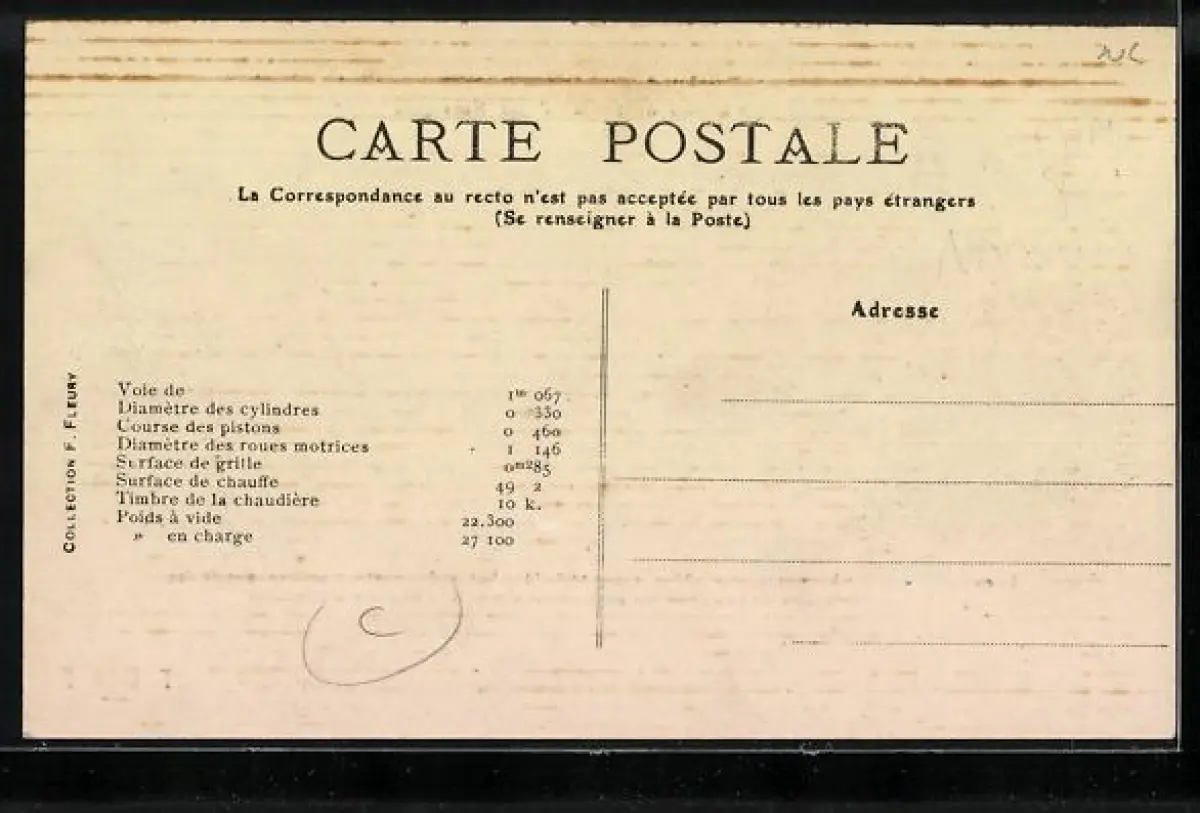 CARTE POSTALE
La Correspondance au recto n'est pas acceptée par tous les pays étrangers
(Se renseigner à la Poste)
Adresse
COLLECTION F. FLEURY
Voie de 1m 067
Diamètre des cylindres 0 330
Course des pistons 0 460
Diamètre des roues motrices 1 146
Surface de grille 0m285
Surface de chauffe 49 2
Timbre de la chaudière 10 k.
Poids à vide 22.300
» en charge 27 100
C